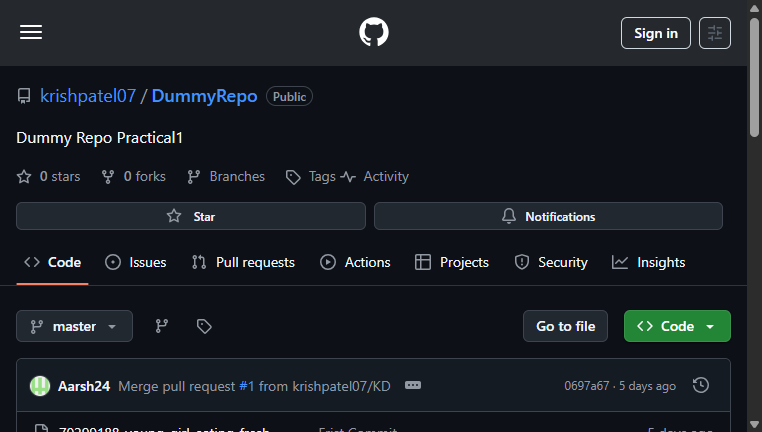 Sign in
krishpatel07 / DummyRepo Public
Dummy Repo Practical1
0 stars 0 forks Branches Tags Activity
Star Notifications
Code Issues Pull requests Actions Projects Security Insights
master Go to file Code
Aarsh24 Merge pull request #1 from krishpatel07/KD 0697a67 · 5 days ago